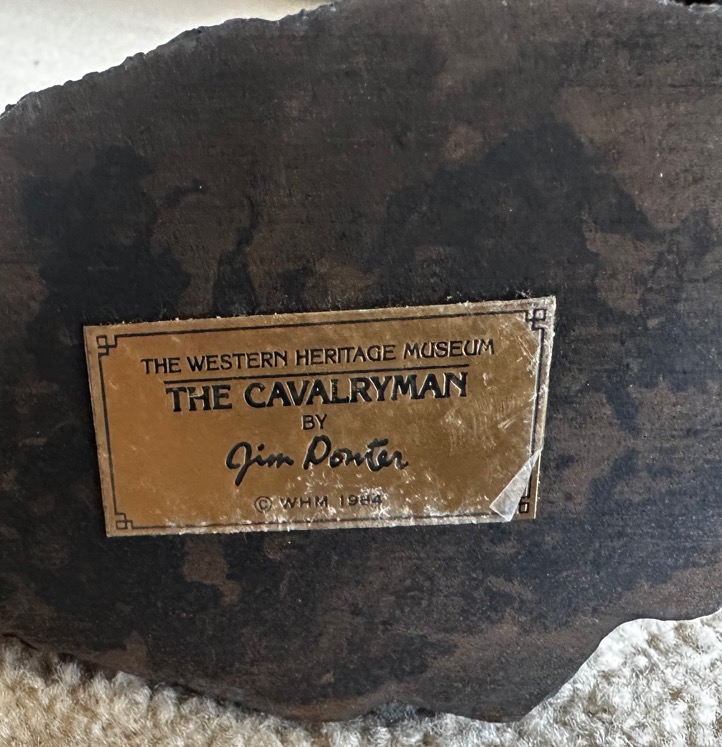 THE WESTERN HERITAGE MUSEUM
THE CAVALRYMAN
BY
Jim Ponter
© WHM 1984